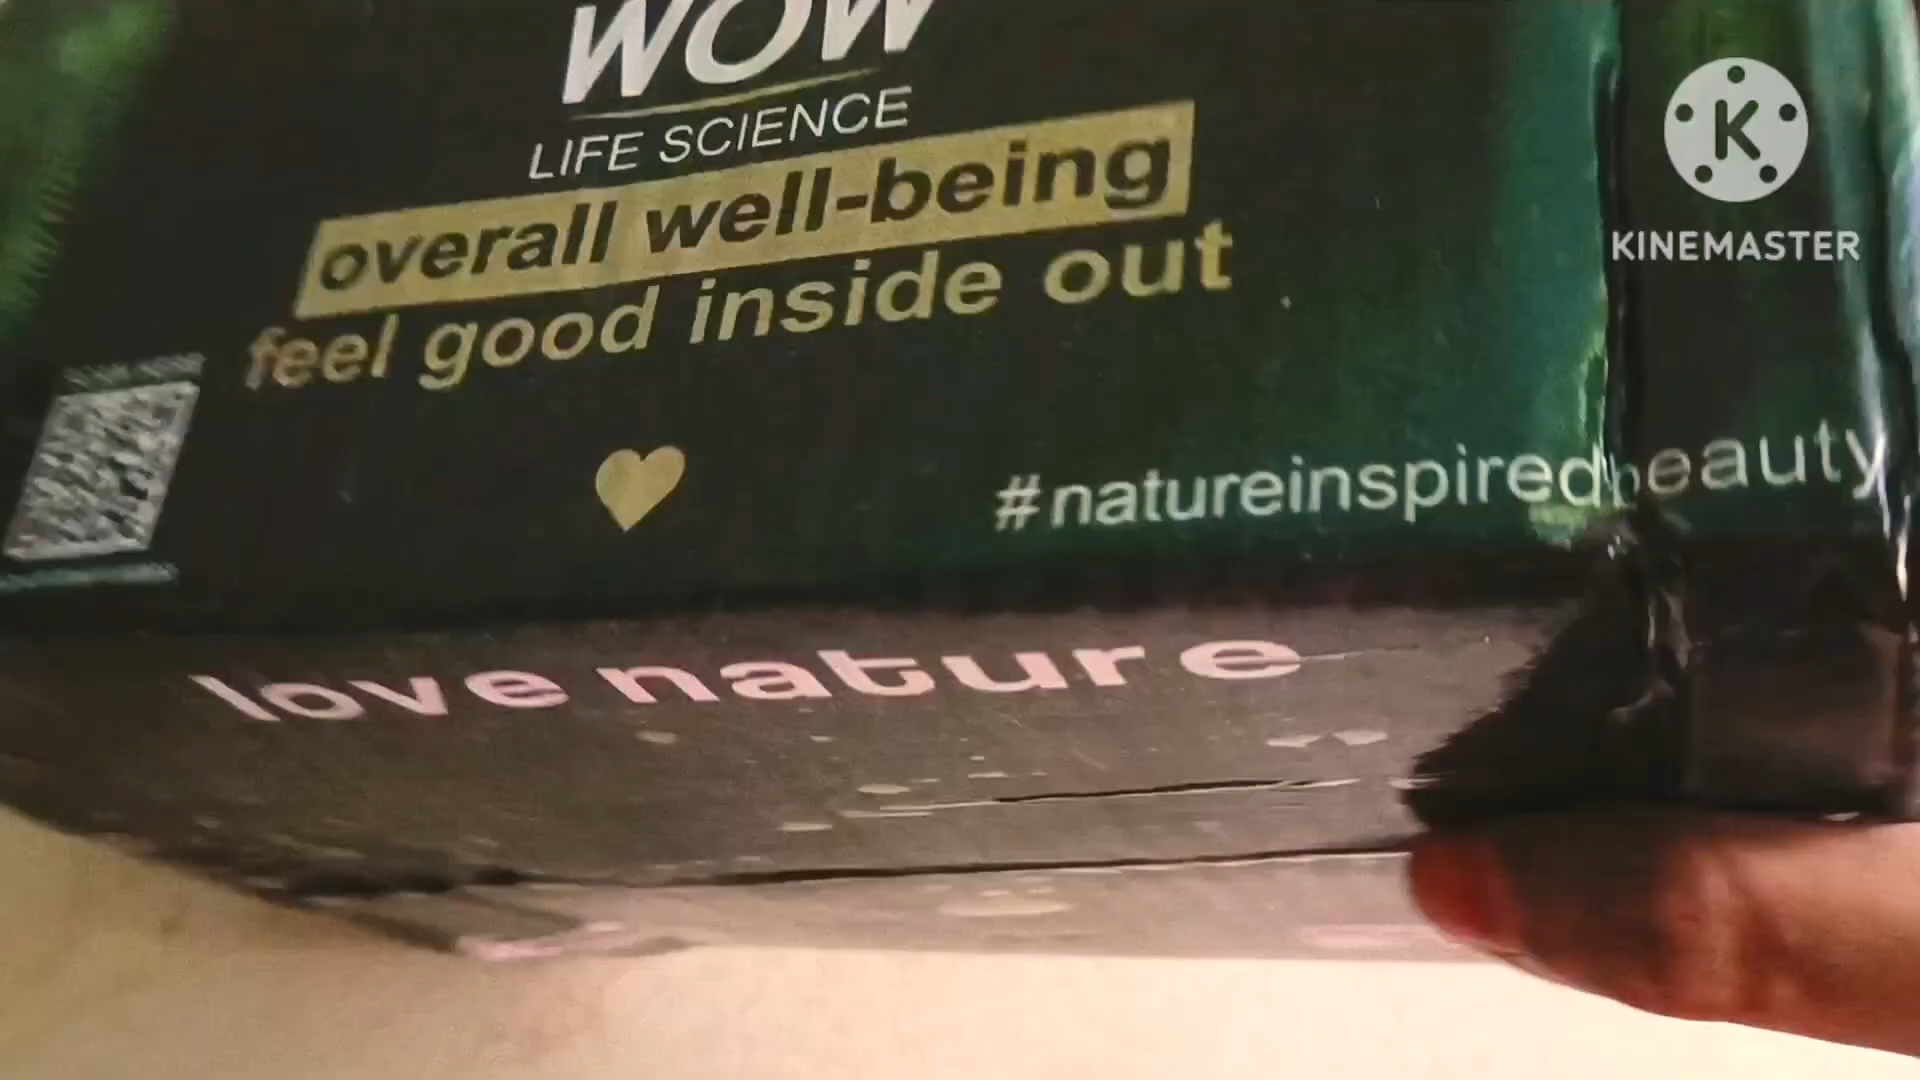 WOW
LIFE SCIENCE
overall well-being
feel good inside out
#natureinspiredbeauty
love nature
K
KINEMASTER